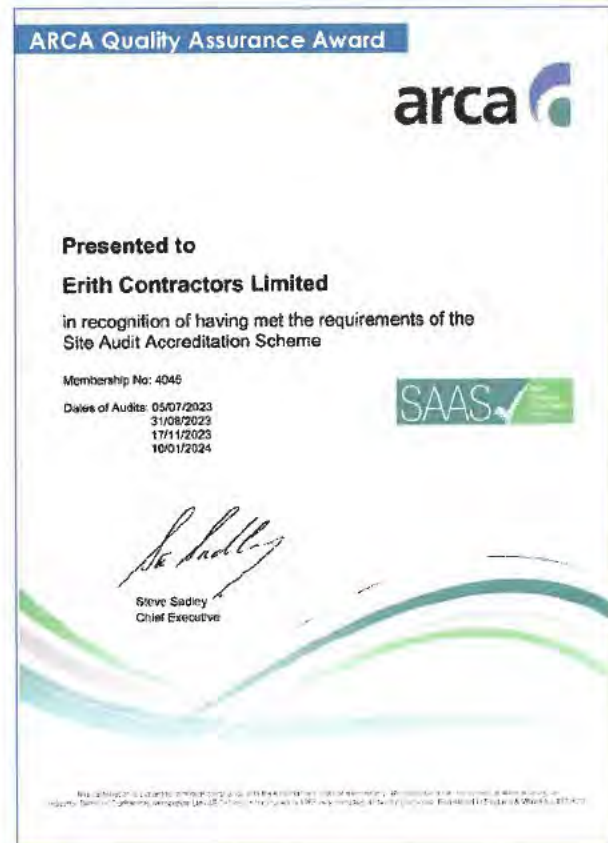 ARCA Quality Assurance Award
arca
Presented to
Erith Contractors Limited
in recognition of having met the requirements of the
Site Audit Accreditation Scheme
Membership No: 4046
Dates of Audits: 05/07/2023
31/08/2023
17/11/2023
10/01/2024
SAAS
Steve Sadley
Chief Executive